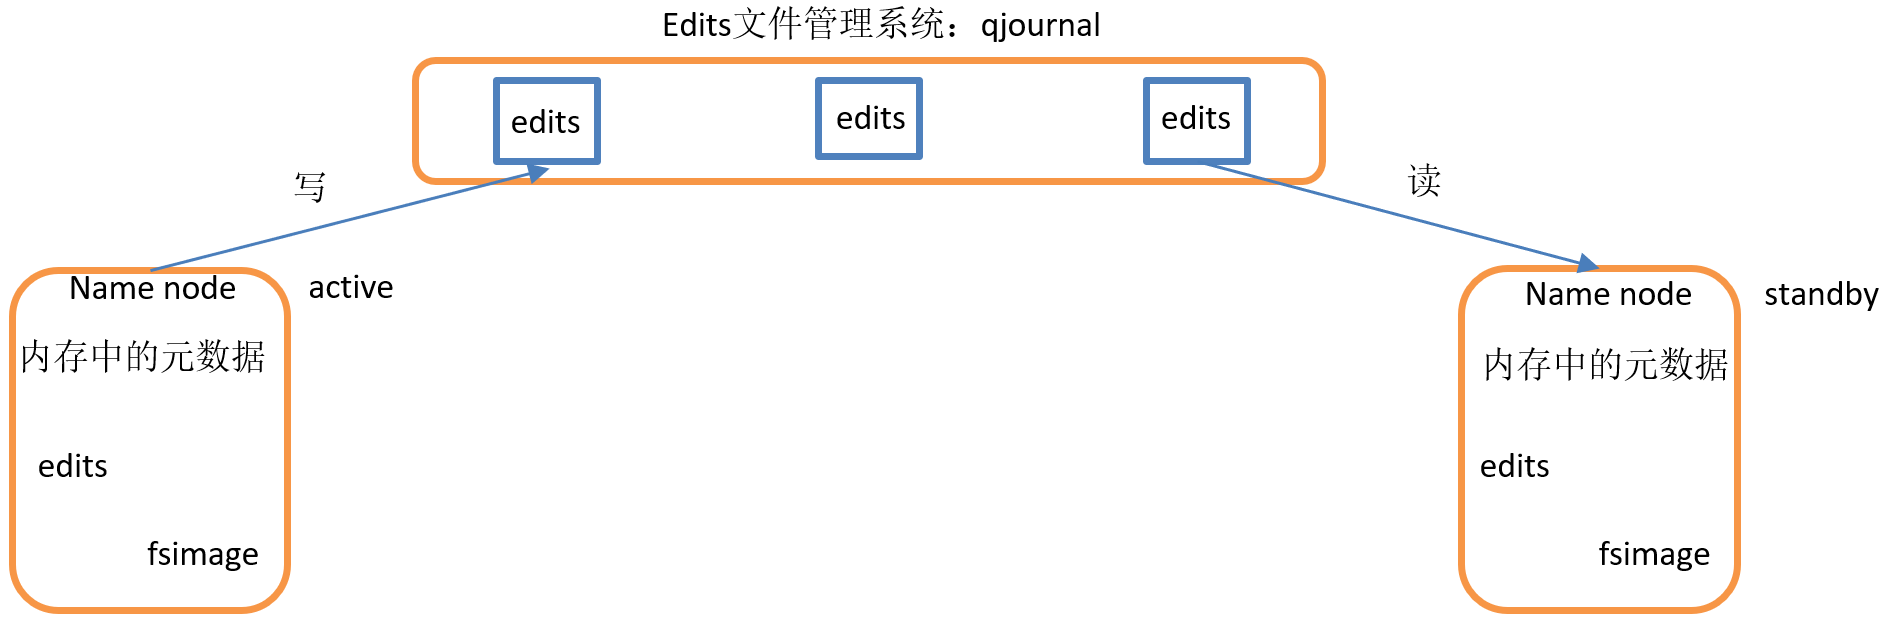 Edits文件管理系统：qjournal
edits
edits
edits
写
读
Name node
active
内存中的元数据
edits
fsimage
Name node
standby
内存中的元数据
edits
fsimage